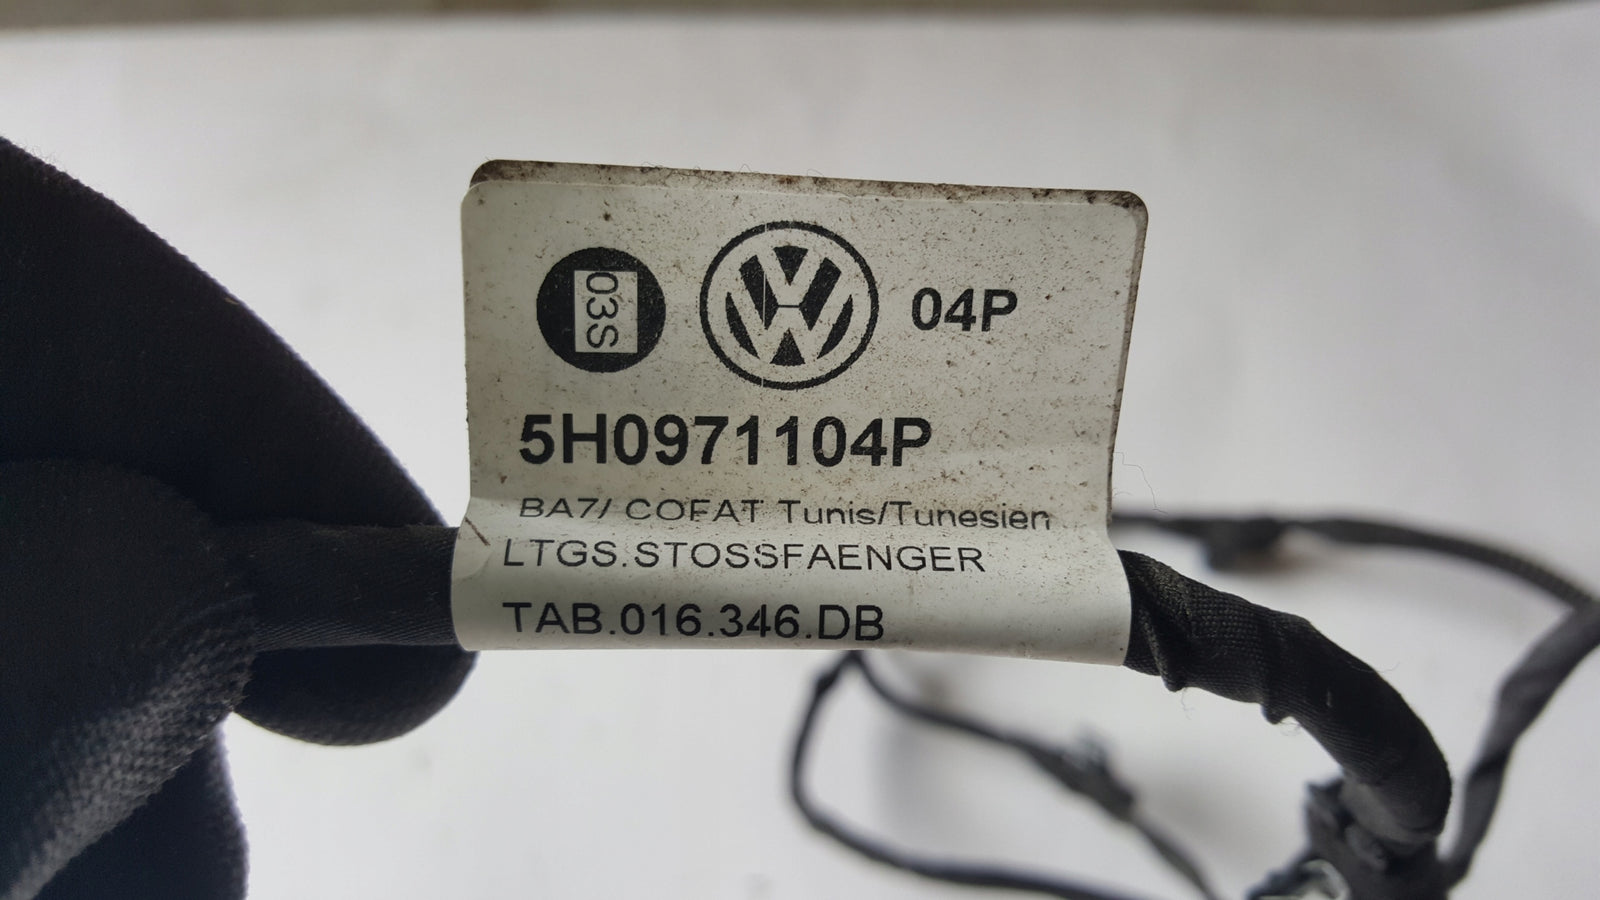 03S
04P
5H0971104P
BA7/ COFAT Tunis/Tunesien
LTGS.STOSSFAENGER
TAB.016.346.DB